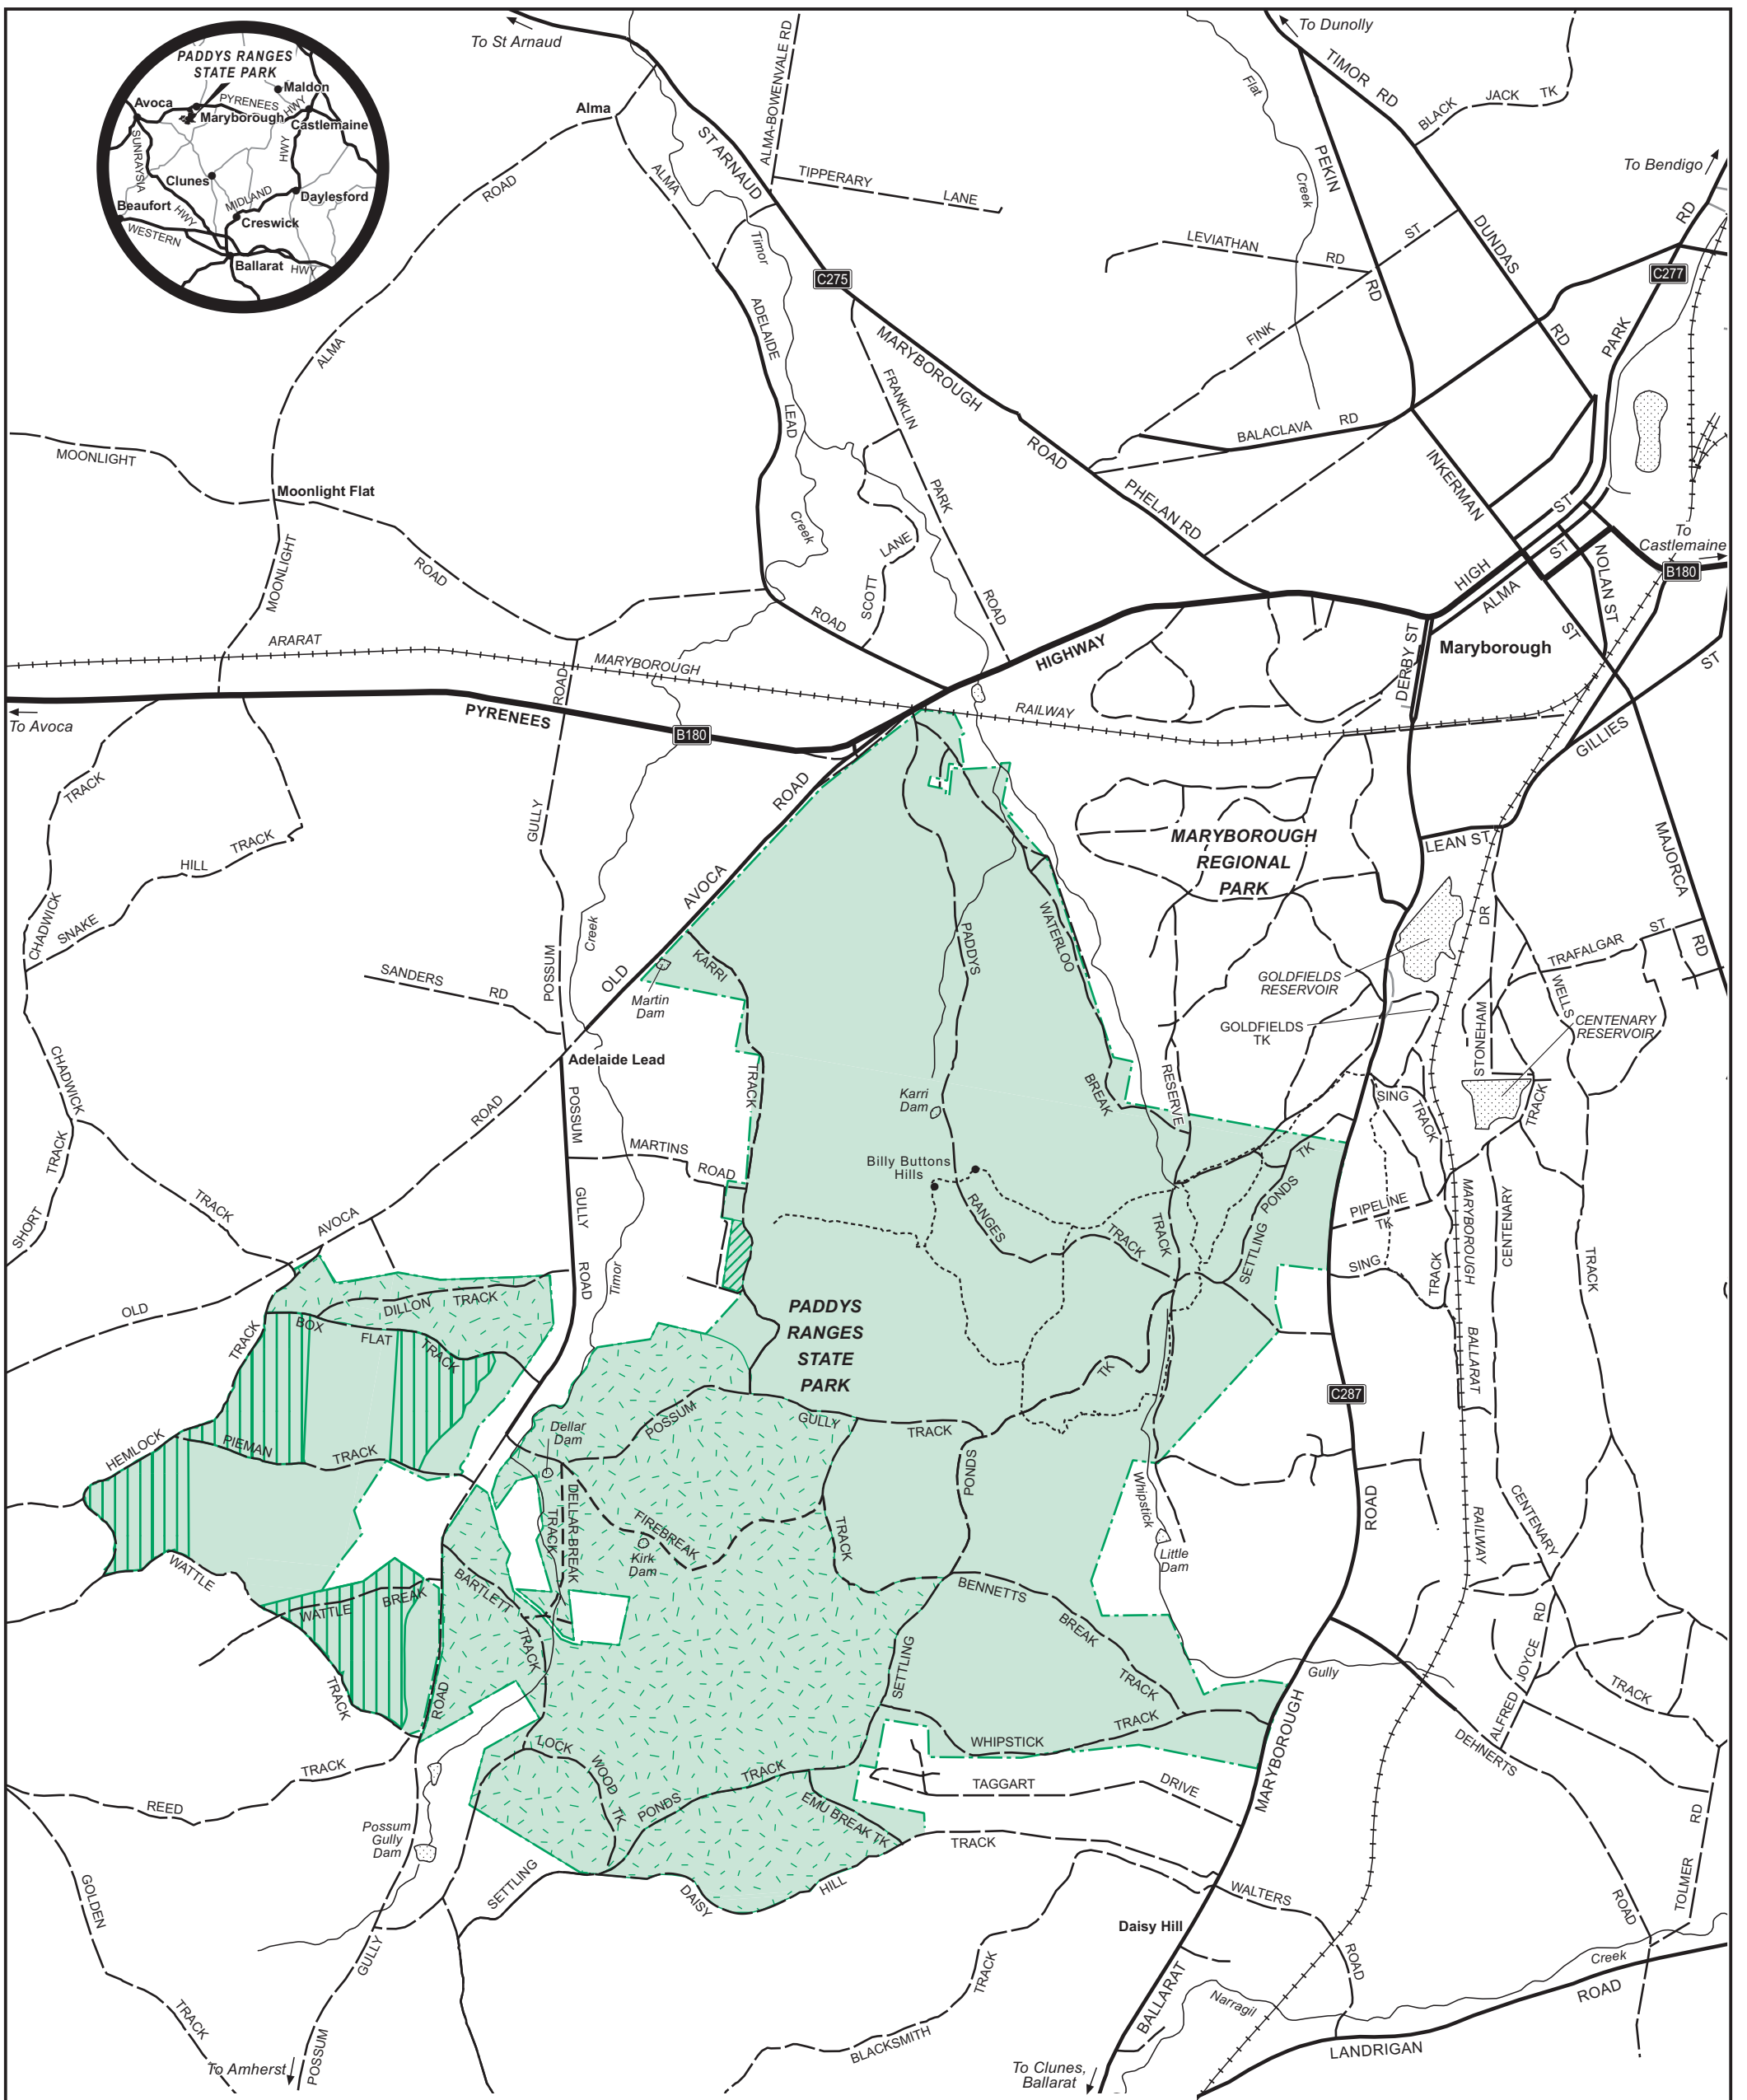 PADDYS RANGES
STATE PARK
Maldon
Avoca
PYRENEES
HWY
Maryborough
Castlemaine
SUNRAYSIA
HWY
HWY
Clunes
MIDLAND
Daylesford
Beaufort
Creswick
WESTERN
Ballarat
HWY
To St Arnaud
To Dunolly
TIMOR RD
BLACK JACK TK
To Bendigo
Alma
ALMA-BOWENVALE RD
ST ARNAUD
TIPPERARY LANE
Flat
Creek
PEKIN
RD
LEVIATHAN RD
FINK ST
DUNDAS
RD
PARK RD
C277
C275
ALMA ROAD
ALMA
ADELAIDE
LEAD
ROAD
Timor
Creek
MARYBOROUGH
ROAD
FRANKLIN
PARK
ROAD
BALACLAVA RD
INKERMAN
ST
PHELAN RD
MOONLIGHT
Moonlight Flat
MOONLIGHT
ROAD
SCOTT LANE
HIGH ST
ALMA ST
NOLAN ST
To
Castlemaine
B180
ARARAT
MARYBOROUGH
RAILWAY
HIGHWAY
DERBY ST
Maryborough
To Avoca
PYRENEES
B180
ROAD
GULLY
POSSUM
GILLIES
ST
TRACK
HILL TRACK
SNAKE
CHADWICK
CHADWICK
TRACK
SHORT
TRACK
SANDERS RD
Creek
OLD
AVOCA
ROAD
Martin
Dam
KARRI
TRACK
PADDYS
WATERLOO
BREAK
RESERVE
TRACK
MARYBOROUGH
REGIONAL
PARK
LEAN ST
MAJORCA
RD
DR
STONEHAM
TRAFALGAR ST
WELLS
TRACK
GOLDFIELDS
RESERVOIR
GOLDFIELDS
TK
CENTENARY
RESERVOIR
TRACK
Adelaide Lead
POSSUM
GULLY
ROAD
Timor
MARTINS
ROAD
Karri
Dam
Billy Buttons
Hills
RANGES
TRACK
SETTLING
PONDS
TK
SING
TRACK
PIPELINE
TK
SING
TRACK
MARYBOROUGH
BALLARAT
RAILWAY
CENTENARY
OLD
AVOCA
ROAD
DILLON TRACK
BOX
FLAT
TRACK
TRACK
HEMLOCK
PIEMAN
TRACK
PADDYS
RANGES
STATE
PARK
C287
Dellar
Dam
POSSUM
GULLY
TRACK
TK
PONDS
SETTLING
DELLAR BREAK
TRACK
FIREBREAK
Kirk
Dam
TRACK
Whipstick
Little
Dam
Gully
ROAD
CENTENARY
TRACK
WATTLE
WATTLE BREAK
TRACK
BARTLETT
TRACK
ROAD
BENNETTS
BREAK
TRACK
ALFRED JOYCE RD
DEHNERTS
ROAD
MARYBOROUGH
WHIPSTICK TRACK
TAGGART
DRIVE
LOCK
WOOD
TK
PONDS
TRACK
SETTLING
EMU BREAK TK
DAISY
HILL
TRACK
REED
TRACK
Possum
Gully
Dam
GOLDEN
TRACK
GULLY
POSSUM
To Amherst
BLACKSMITH
TRACK
Daisy Hill
WALTERS
ROAD
TOLMER
RD
BALLARAT
To Clunes,
Ballarat
Narragil
Creek
LANDRIGAN
ROAD